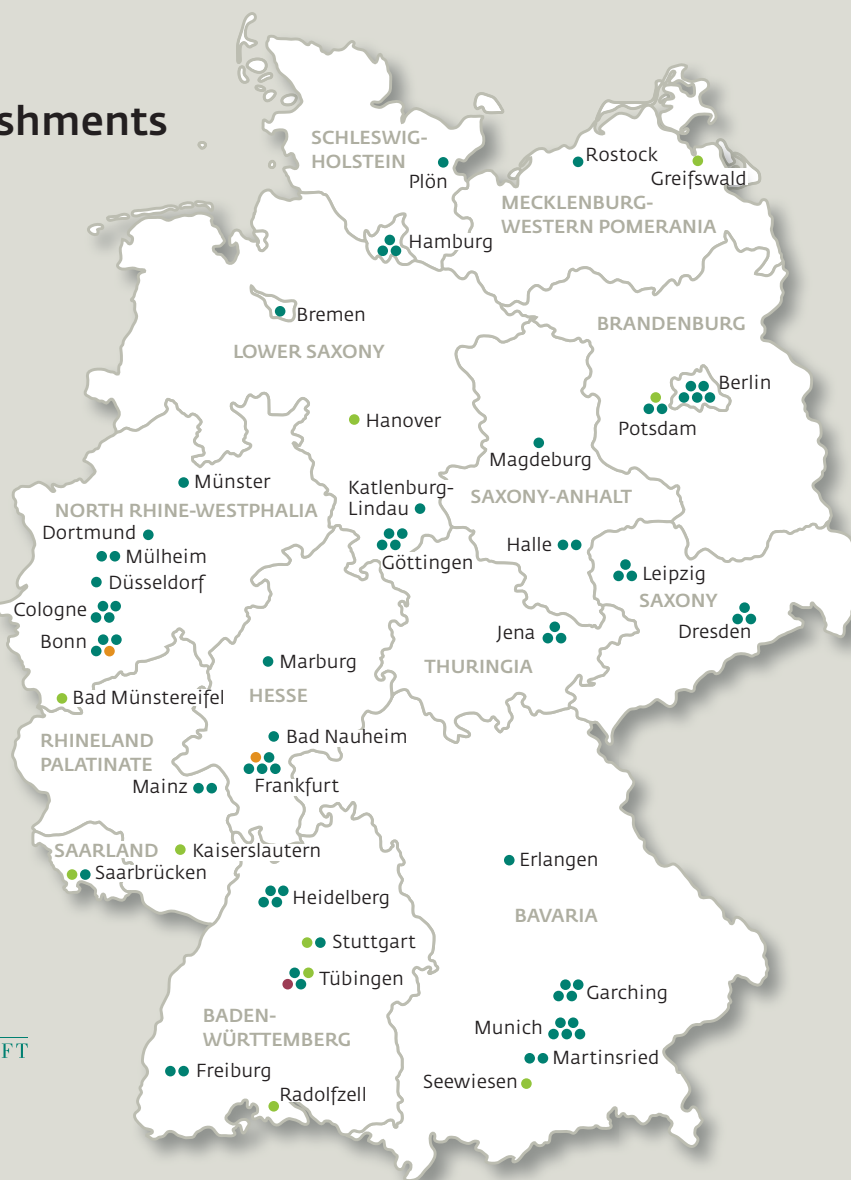 shments
SCHLESWIG-
HOLSTEIN
Plön
Rostock
Greifswald
MECKLENBURG-
WESTERN POMERANIA
Hamburg
Bremen
LOWER SAXONY
BRANDENBURG
Berlin
Potsdam
Hanover
Magdeburg
SAXONY-ANHALT
Münster
NORTH RHINE-WESTPHALIA
Katlenburg-
Lindau
Göttingen
Dortmund
Mülheim
Düsseldorf
Cologne
Bonn
Halle
Leipzig
SAXONY
Dresden
Jena
THURINGIA
Marburg
HESSE
Bad Münstereifel
RHINELAND
PALATINATE
Bad Nauheim
Frankfurt
Mainz
SAARLAND
Kaiserslautern
Saarbrücken
Erlangen
Heidelberg
BAVARIA
Stuttgart
Tübingen
Garching
BADEN-
WÜRTTEMBERG
Munich
Martinsried
FT
Freiburg
Seewiesen
Radolfzell